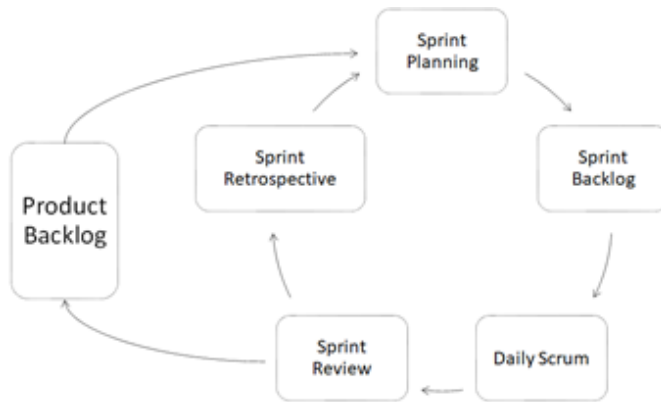 Sprint
Planning
Sprint
Retrospective
Sprint
Backlog
Product
Backlog
Sprint
Review
Daily Scrum